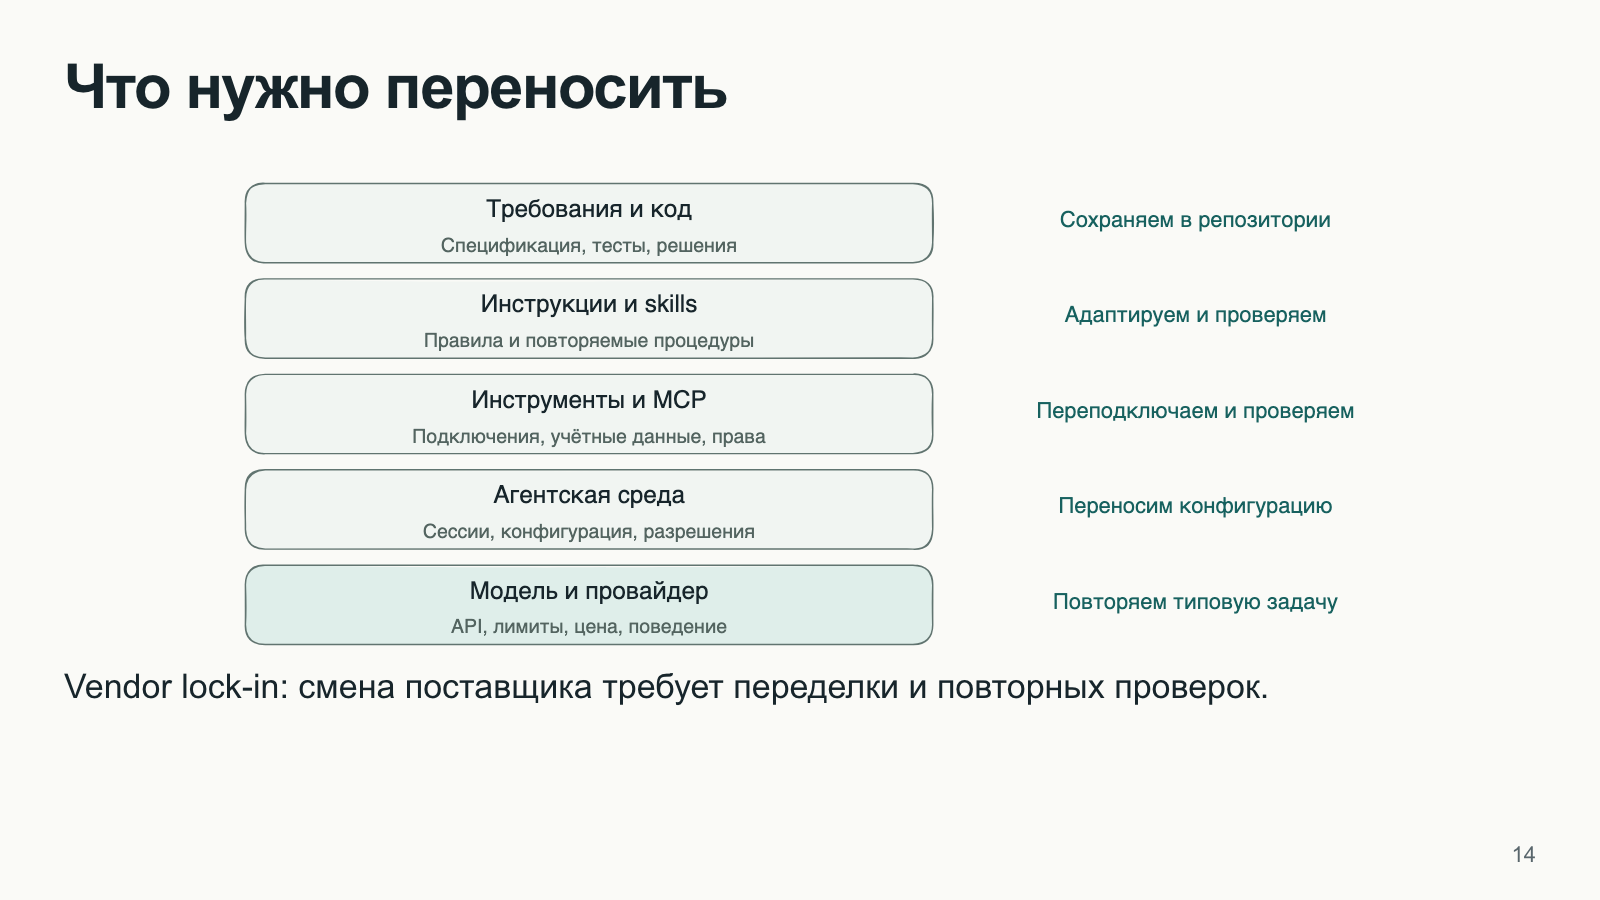 Что нужно переносить
Требования и код
Спецификация, тесты, решения
Сохраняем в репозитории
Инструкции и skills
Правила и повторяемые процедуры
Адаптируем и проверяем
Инструменты и MCP
Подключения, учётные данные, права
Переподключаем и проверяем
Агентская среда
Сессии, конфигурация, разрешения
Переносим конфигурацию
Модель и провайдер
API, лимиты, цена, поведение
Повторяем типовую задачу
Vendor lock-in: смена поставщика требует переделки и повторных проверок.
14